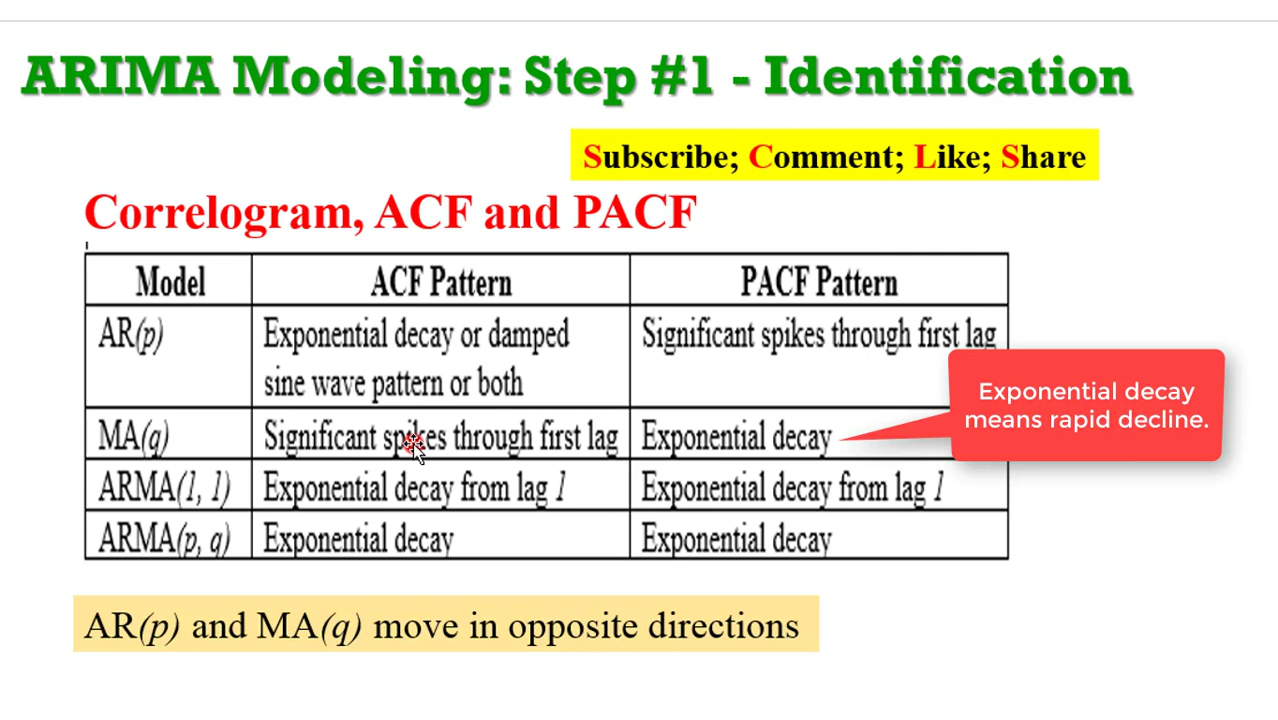 ARIMA Modeling: Step #1 - Identification
Subscribe; Comment; Like; Share
Correlogram, ACF and PACF
Model ACF Pattern PACF Pattern
AR(p) Exponential decay or damped Significant spikes through first lag
sine wave pattern or both
Exponential decay
means rapid decline.
MA(q) Significant spikes through first lag Exponential decay
ARMA(1, 1) Exponential decay from lag 1 Exponential decay from lag 1
ARMA(p, q) Exponential decay Exponential decay
AR(p) and MA(q) move in opposite directions